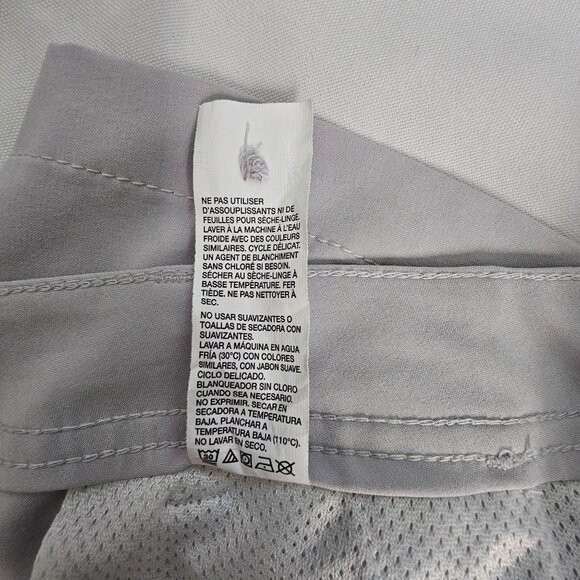 NE PAS UTILISER
D'ASSOUPLISSANTS NI DE
FEUILLES POUR SÈCHE-LINGE.
LAVER À LA MACHINE À L'EAU
FROIDE AVEC DES COULEURS
SIMILAIRES. CYCLE DÉLICAT.
UN AGENT DE BLANCHIMENT
SANS CHLORE SI BESOIN.
SÉCHER AU SÈCHE-LINGE À
BASSE TEMPÉRATURE. FER
TIÈDE. NE PAS NETTOYER À
SEC.
NO USAR SUAVIZANTES O
TOALLAS DE SECADORA CON
SUAVIZANTES.
LAVAR A MÁQUINA EN AGUA
FRÍA (30°C) CON COLORES
SIMILARES, CON JABON SUAVE.
CICLO DELICADO.
BLANQUEADOR SIN CLORO
CUANDO SEA NECESARIO.
NO EXPRIMIR. SECAR EN
SECADORA A TEMPERATURA
BAJA. PLANCHAR A
TEMPERATURA BAJA (110°C).
NO LAVAR EN SECO.
30